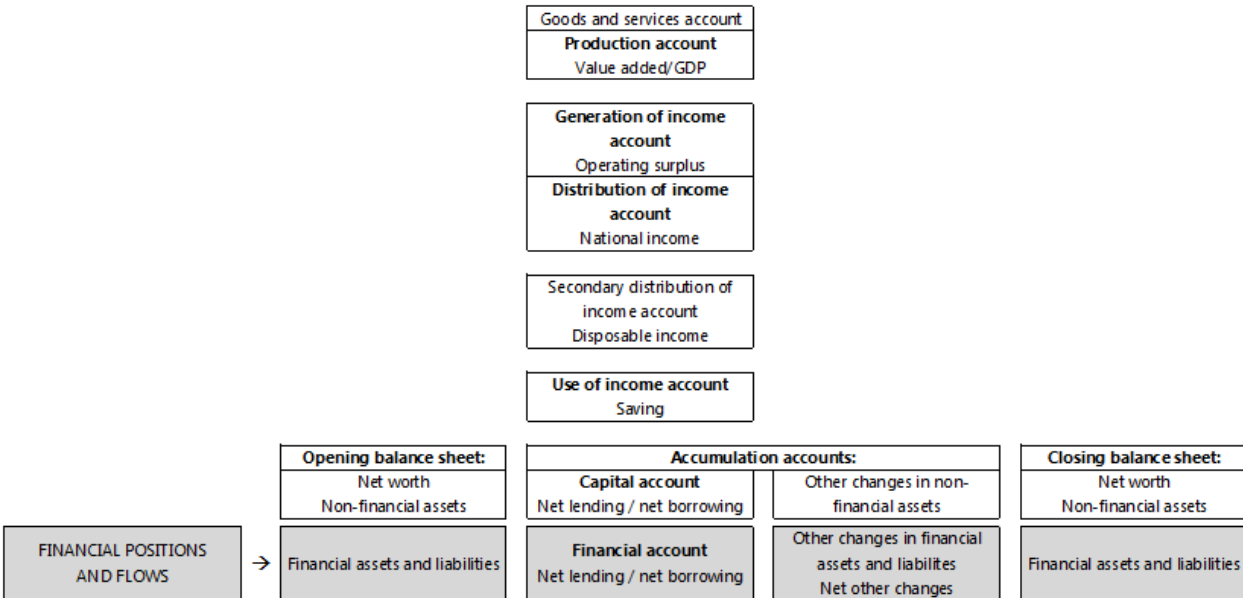 Goods and services account
Production account
Value added/GDP
Generation of income
account
Operating surplus
Distribution of income
account
National income
Secondary distribution of
income account
Disposable income
Use of income account
Saving
Opening balance sheet:
Net worth
Non-financial assets
Accumulation accounts:
Capital account
Net lending / net borrowing
Other changes in non-
financial assets
Closing balance sheet:
Net worth
Non-financial assets
FINANCIAL POSITIONS
AND FLOWS
→
Financial assets and liabilities
Financial account
Net lending / net borrowing
Other changes in financial
assets and liabilites
Net other changes
Financial assets and liabilities